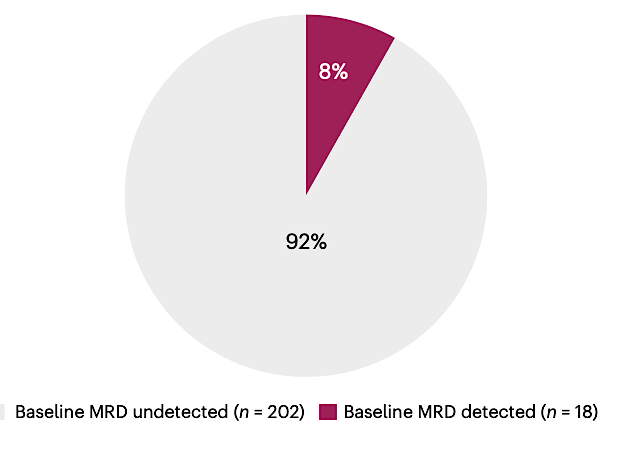 8%
92%
Baseline MRD undetected (n = 202) Baseline MRD detected (n = 18)